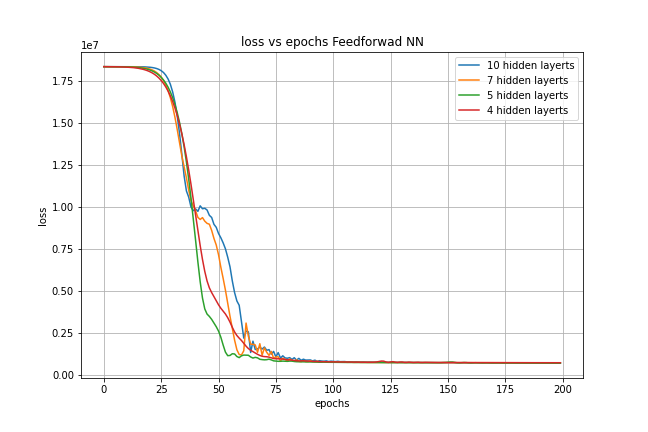 loss vs epochs Feedforwad NN
1e7
10 hidden layerts
7 hidden layerts
5 hidden layerts
4 hidden layerts
1.75
1.50
1.25
1.00
0.75
0.50
0.25
0.00
loss
0 25 50 75 100 125 150 175 200
epochs